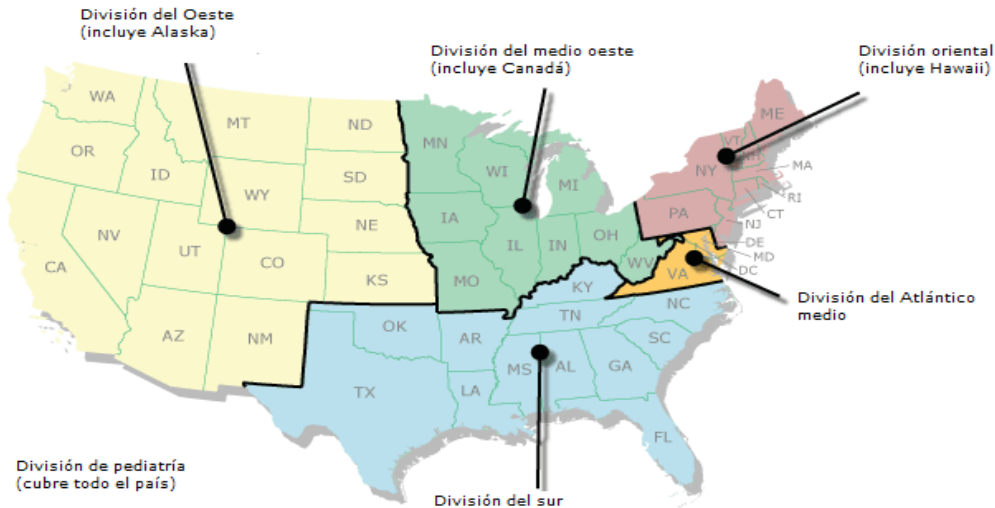 División del Oeste
(incluye Alaska)
División del medio oeste
(incluye Canadá)
División oriental
(incluye Hawaii)
WA
MT
ND
MN
ME
VT
NH
OR
ID
SD
WI
MI
NY
MA
WY
RI
NV
NE
IA
PA
CT
UT
CO
IL
IN
OH
NJ
DE
CA
KS
MO
WV
VA
MD
DC
KY
División del Atlántico
medio
AZ
NM
OK
AR
TN
NC
SC
TX
LA
MS
AL
GA
FL
División de pediatría
(cubre todo el país)
División del sur